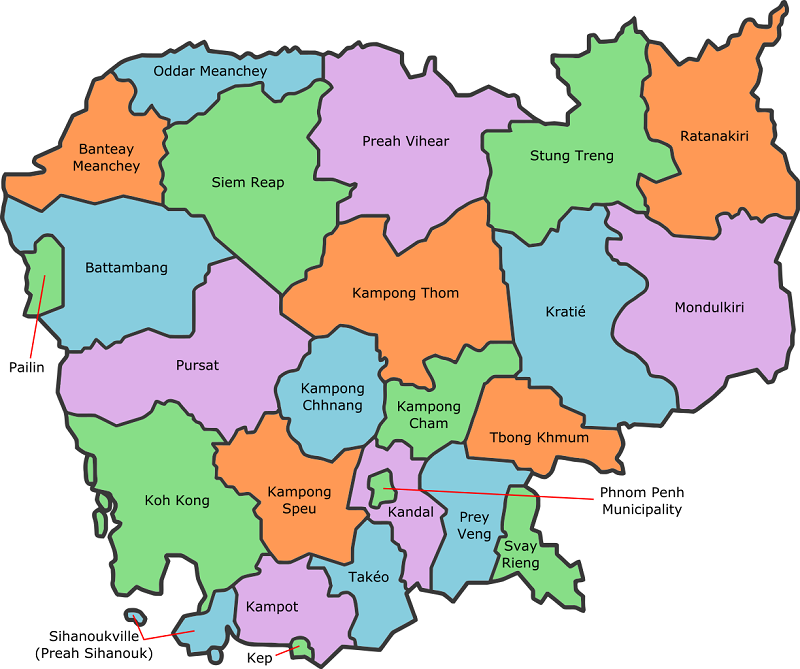 Oddar Meanchey
Banteay
Meanchey
Siem Reap
Preah Vihear
Stung Treng
Ratanakiri
Battambang
Pailin
Kampong Thom
Kratié
Mondulkiri
Pursat
Kampong
Chhnang
Kampong
Cham
Tbong Khmum
Koh Kong
Kampong
Speu
Kandal
Phnom Penh
Municipality
Prey
Veng
Svay
Rieng
Takéo
Kampot
Sihanoukville
(Preah Sihanouk)
Kep